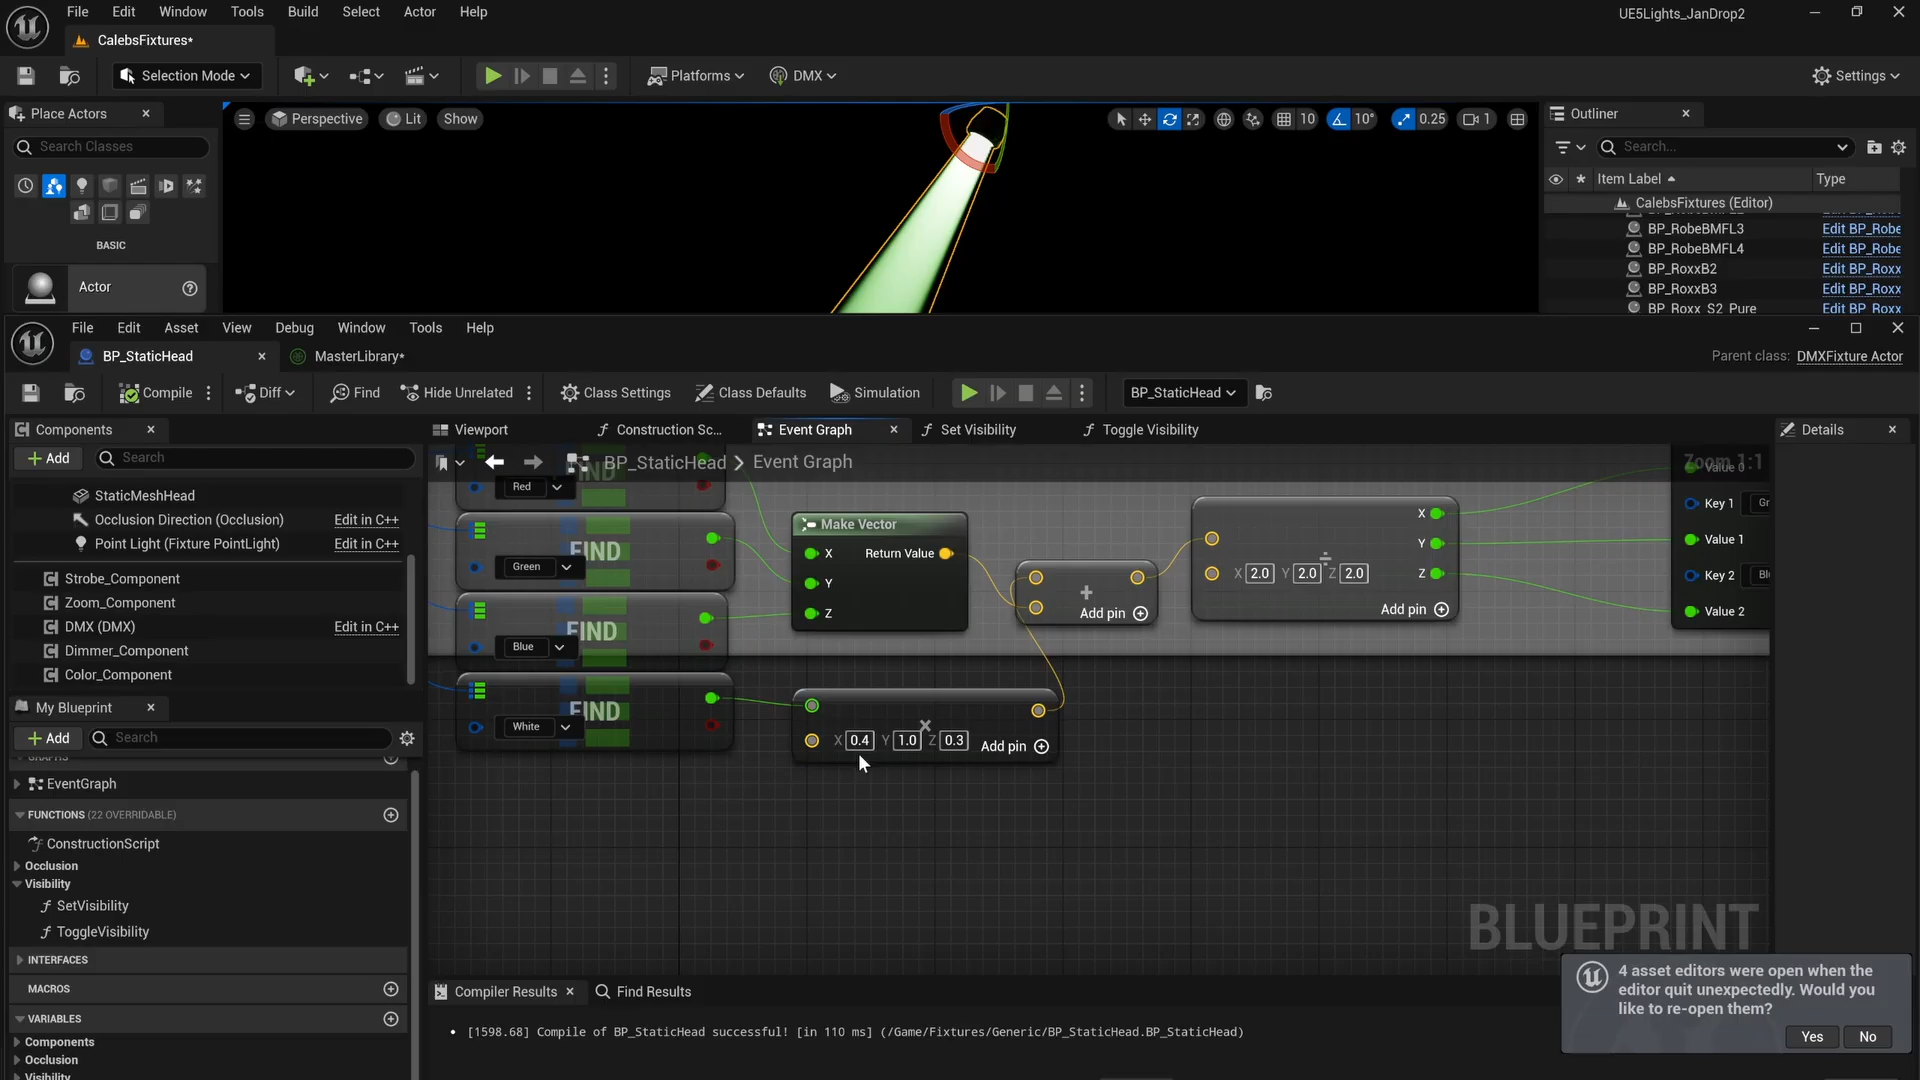 File Edit Window Tools Build Select Actor Help
UE5Lights_JanDrop2
CalebsFixtures*
Selection Mode
Platforms
DMX
Settings
Place Actors
Search Classes
BASIC
Actor
Perspective
Lit
Show
10
10°
0.25
1
Outliner
Search...
Item Label
Type
CalebsFixtures (Editor)
BP_RobeBMFL3 Edit BP_Robe
BP_RobeBMFL4 Edit BP_Robe
BP_RoxxB2 Edit BP_Roxx
BP_RoxxB3 Edit BP_Roxx
BP_Roxx_S2_Pure Edit BP_Roxx
File Edit Asset View Debug Window Tools Help
BP_StaticHead
MasterLibrary*
Parent class: DMXFixture Actor
Compile
Diff
Find
Hide Unrelated
Class Settings
Class Defaults
Simulation
BP_StaticHead
Components
Add
Search
StaticMeshHead
Occlusion Direction (Occlusion) Edit in C++
Point Light (Fixture PointLight) Edit in C++
Strobe_Component
Zoom_Component
DMX (DMX) Edit in C++
Dimmer_Component
Color_Component
My Blueprint
Add
Search
GRAPHS
EventGraph
FUNCTIONS (22 OVERRIDABLE)
ConstructionScript
Occlusion
Visibility
SetVisibility
ToggleVisibility
INTERFACES
MACROS
VARIABLES
Components
Occlusion
Visibility
Viewport
Construction Sc...
Event Graph
Set Visibility
Toggle Visibility
BP_StaticHead > Event Graph
Zoom 1:1
Red
FIND
Green
FIND
Blue
FIND
White
Make Vector
X Return Value
Y
Z
+
Add pin
X
Y
Z
÷
X 2.0 Y 2.0 Z 2.0
Add pin
×
X 0.4 Y 1.0 Z 0.3
Add pin
Value 0
Key 1 Gr
Value 1
Key 2 Bl
Value 2
BLUEPRINT
Details
Compiler Results
Find Results
[1598.68] Compile of BP_StaticHead successful! [in 110 ms] (/Game/Fixtures/Generic/BP_StaticHead.BP_StaticHead)
4 asset editors were open when the
editor quit unexpectedly. Would you
like to re-open them?
Yes
No